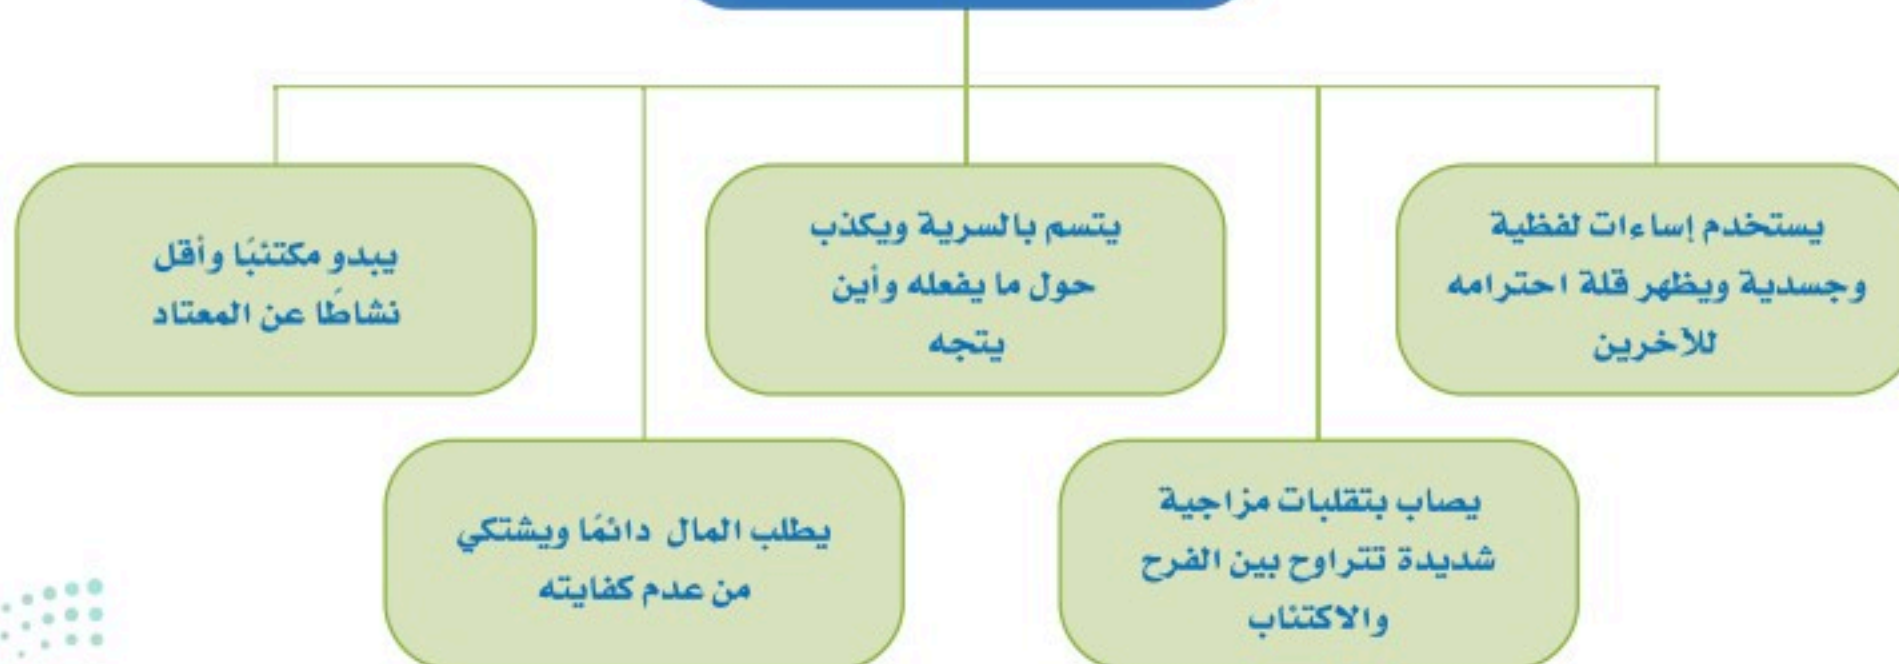 يستخدم إساءات لفظية
وجسدية ويظهر قلة احترامه
للآخرين
يتسم بالسرية ويكذب
حول ما يفعله وأين
يتجه
يبدو مكتئبًا وأقل
نشاطًا عن المعتاد
يصاب بتقلبات مزاجية
شديدة تتراوح بين الفرح
والاكتئاب
يطلب المال دائمًا ويشتكي
من عدم كفايته